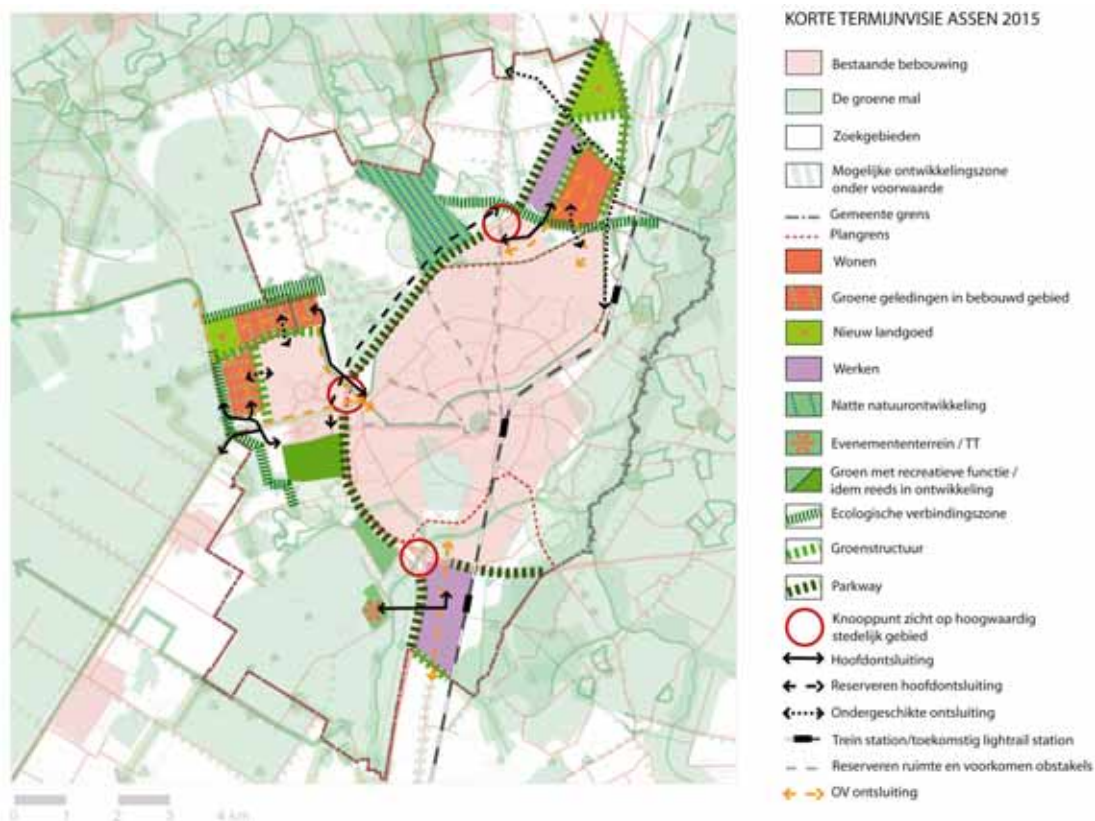 KORTE TERMIJNVISIE ASSEN 2015
Bestaande bebouwing
De groene mal
Zoekgebieden
Mogelijke ontwikkelingszone
onder voorwaarde
Gemeente grens
Plangrens
Wonen
Groene geledingen in bebouwd gebied
Nieuw landgoed
Werken
Natte natuurontwikkeling
Evenemententerrein / TT
Groen met recreatieve functie /
idem reeds in ontwikkeling
Ecologische verbindingszone
Groenstructuur
Parkway
Knooppunt zicht op hoogwaardig
stedelijk gebied
Hoofdontsluiting
Reserveren hoofdontsluiting
Ondergeschikte ontsluiting
Trein station/toekomstig lightrail station
Reserveren ruimte en voorkomen obstakels
OV ontsluiting
0 1 2 3 4 km